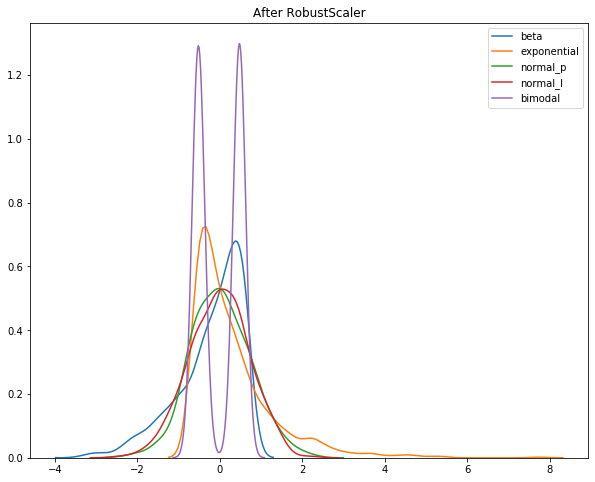 After RobustScaler
beta
exponential
normal_p
normal_l
bimodal
1.2
1.0
0.8
0.6
0.4
0.2
0.0
−4 −2 0 2 4 6 8